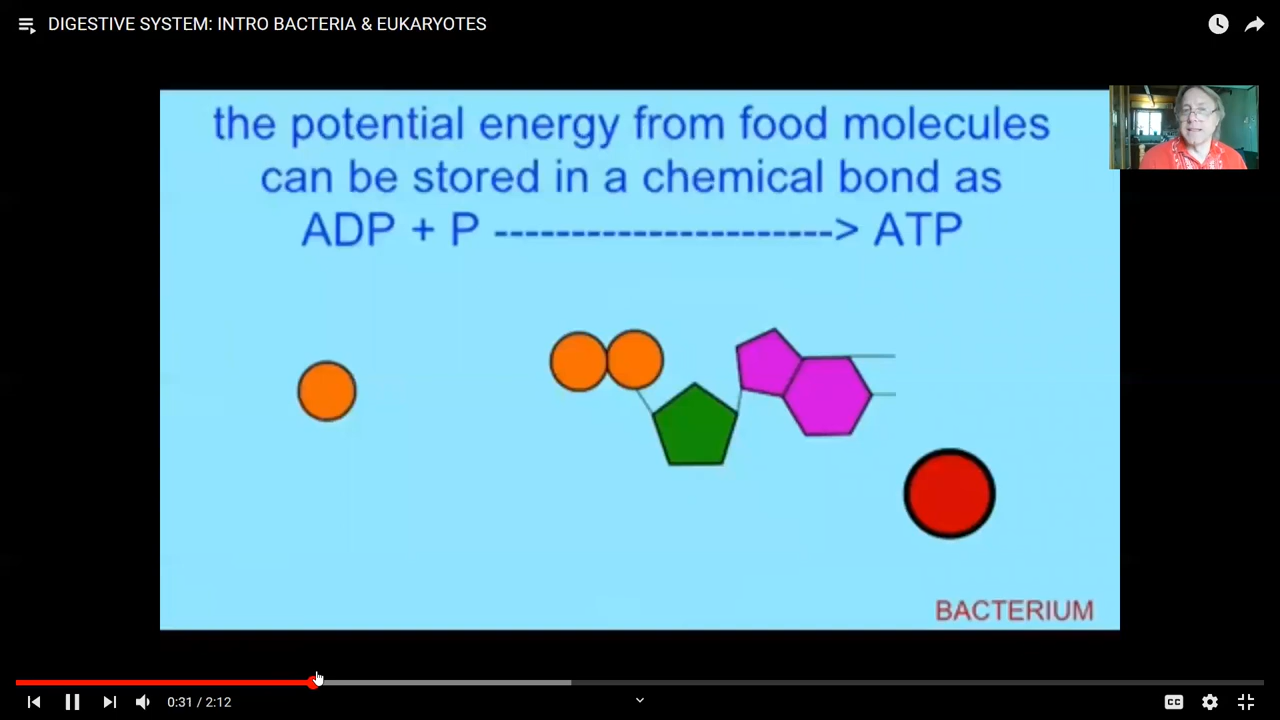 DIGESTIVE SYSTEM: INTRO BACTERIA & EUKARYOTES
the potential energy from food molecules
can be stored in a chemical bond as
ADP + P ----------------------> ATP
BACTERIUM
0:31 / 2:12
CC